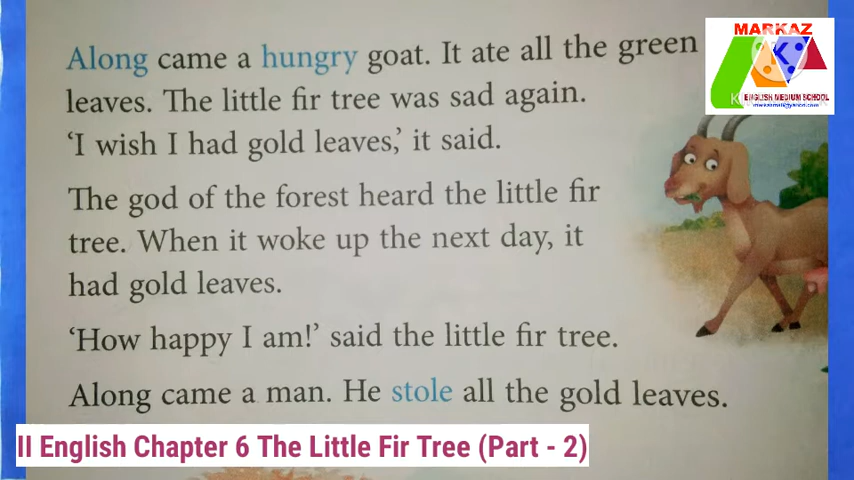 Along came a hungry goat. It ate all the green
leaves. The little fir tree was sad again.
‘I wish I had gold leaves,’ it said.
The god of the forest heard the little fir
tree. When it woke up the next day, it
had gold leaves.
‘How happy I am!’ said the little fir tree.
Along came a man. He stole all the gold leaves.
MARKAZ
ENGLISH MEDIUM SCHOOL
II English Chapter 6 The Little Fir Tree (Part - 2)